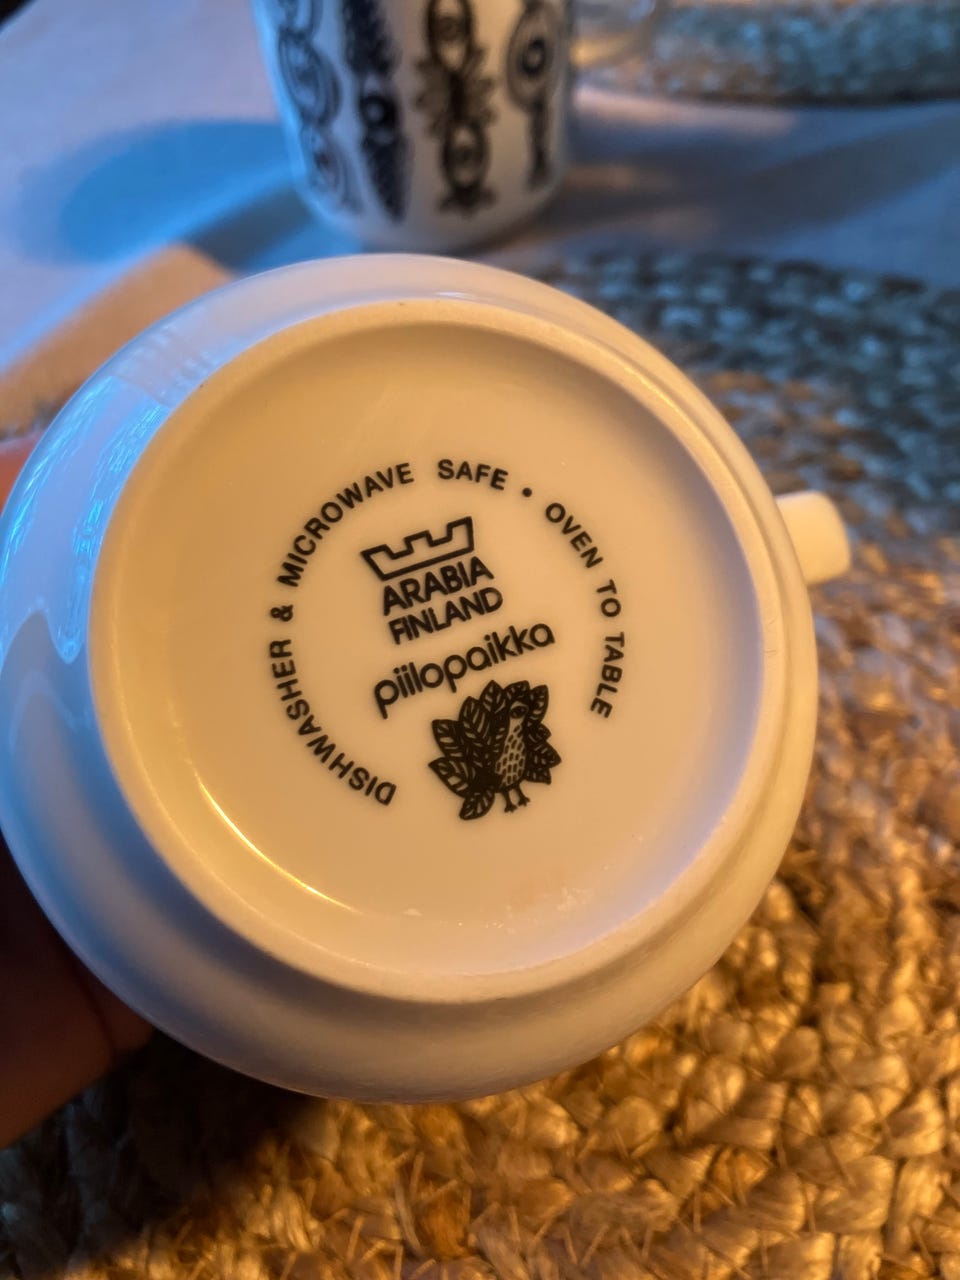 DISHWASHER & MICROWAVE SAFE • OVEN TO TABLE
ARABIA
FINLAND
piilopaikka